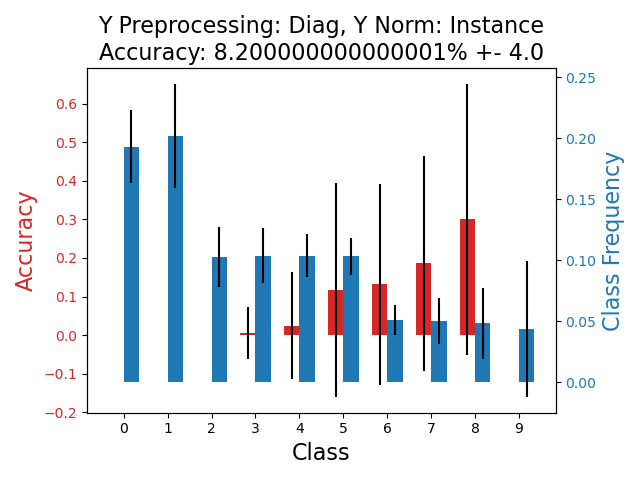 Y Preprocessing: Diag, Y Norm: Instance
Accuracy: 8.200000000000001% +- 4.0
0.6
0.5
0.4
0.3
0.2
0.1
0.0
−0.1
−0.2
Accuracy
0.25
0.20
0.15
0.10
0.05
0.00
Class Frequency
0 1 2 3 4 5 6 7 8 9
Class